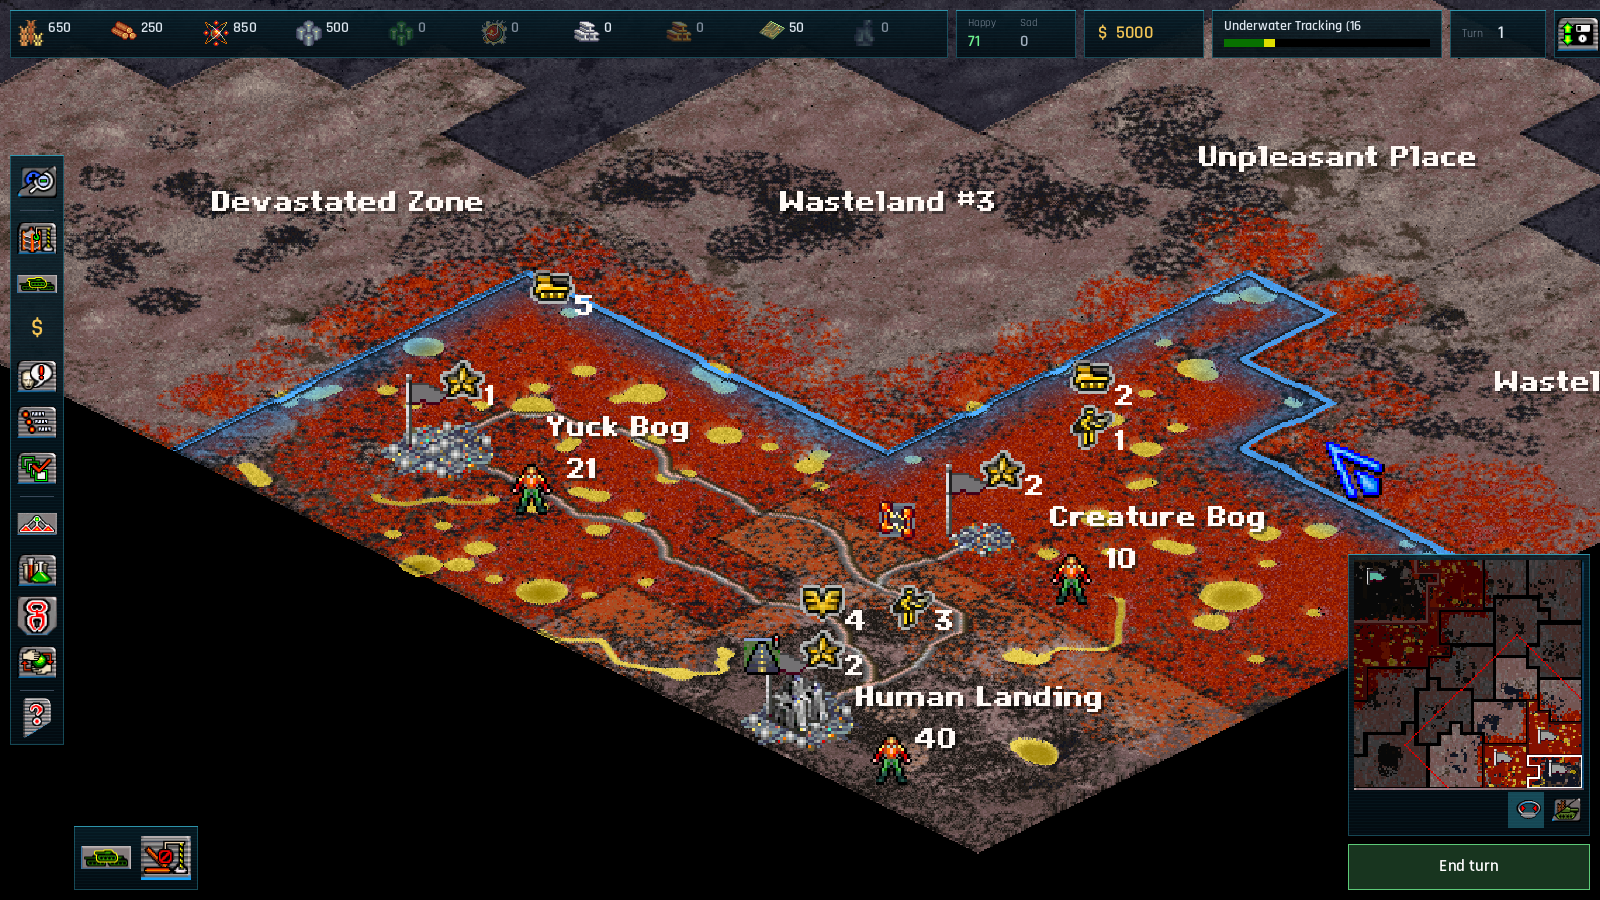 650 250 850 500 0 0 0 0 50 0
Happy Sad
71 0
$ 5000
Underwater Tracking (16
Turn 1
Unpleasant Place
Devastated Zone
Wasteland #3
5
Wastel
2
1
Yuck Bog
1
21
2
Creature Bog
10
4
3
2
Human Landing
40
$
End turn